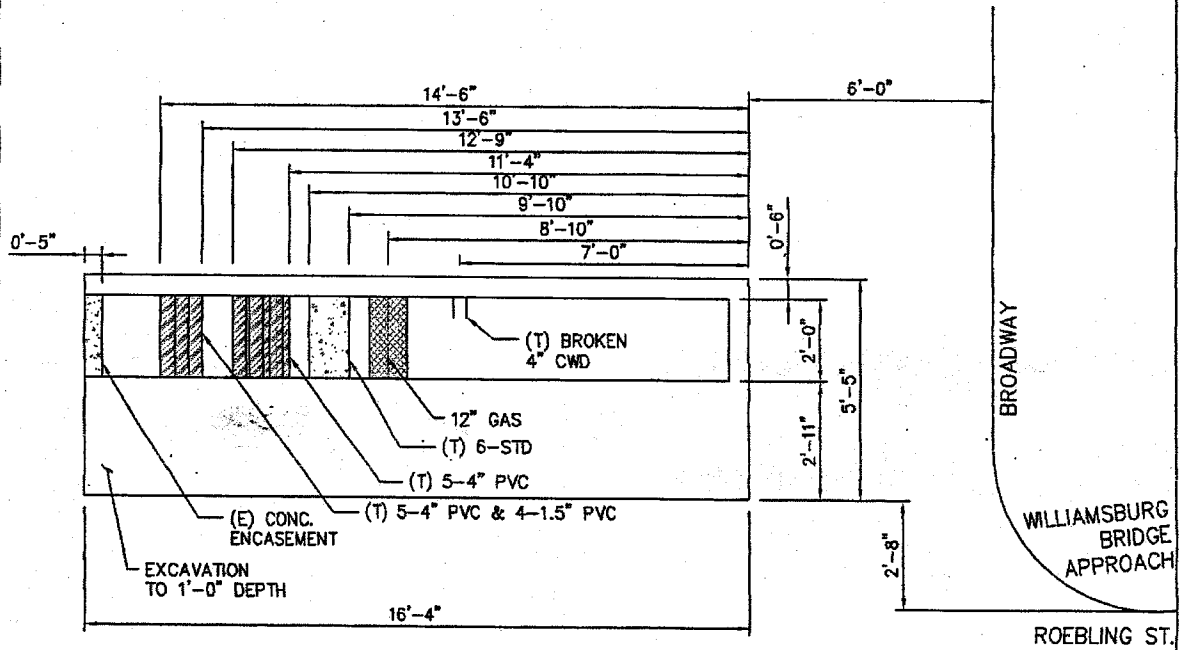 14'-6"
6'-0"
13'-6"
12'-9"
11'-4"
10'-10"
9'-10"
8'-10"
7'-0"
0'-6"
0'-5"
(T) BROKEN
4" CWD
2'-0"
5'-5"
2'-11"
BROADWAY
12" GAS
(T) 6-STD
(T) 5-4" PVC
(T) 5-4" PVC & 4-1.5" PVC
(E) CONC.
ENCASEMENT
EXCAVATION
TO 1'-0" DEPTH
2'-8"
WILLIAMSBURG
BRIDGE
APPROACH
16'-4"
ROEBLING ST.